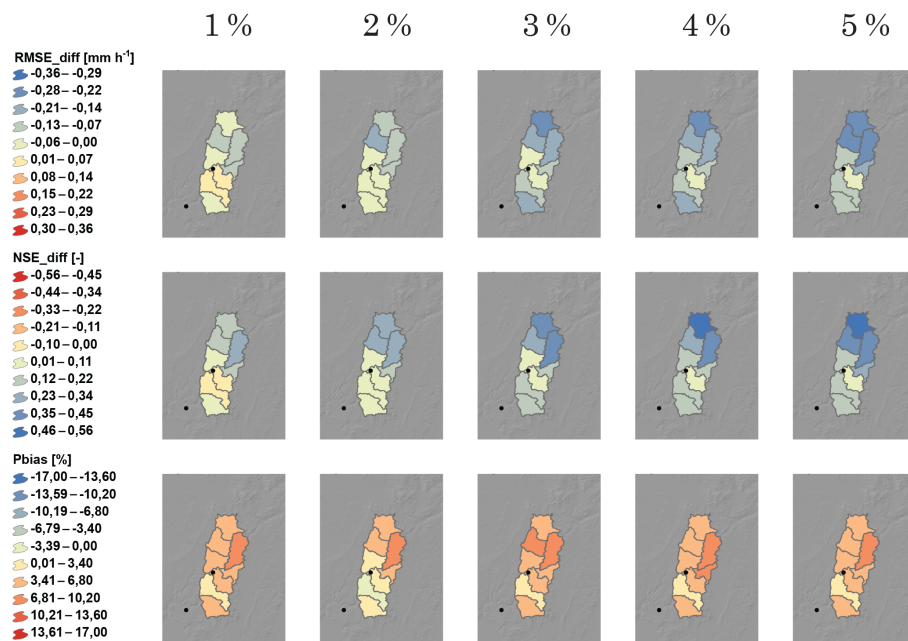 1 % 2 % 3 % 4 % 5 %
RMSE_diff [mm h⁻¹]
-0,36 – -0,29
-0,28 – -0,22
-0,21 – -0,14
-0,13 – -0,07
-0,06 – 0,00
0,01 – 0,07
0,08 – 0,14
0,15 – 0,22
0,23 – 0,29
0,30 – 0,36
NSE_diff [-]
-0,56 – -0,45
-0,44 – -0,34
-0,33 – -0,22
-0,21 – -0,11
-0,10 – 0,00
0,01 – 0,11
0,12 – 0,22
0,23 – 0,34
0,35 – 0,45
0,46 – 0,56
Pbias [%]
-17,00 – -13,60
-13,59 – -10,20
-10,19 – -6,80
-6,79 – -3,40
-3,39 – 0,00
0,01 – 3,40
3,41 – 6,80
6,81 – 10,20
10,21 – 13,60
13,61 – 17,00